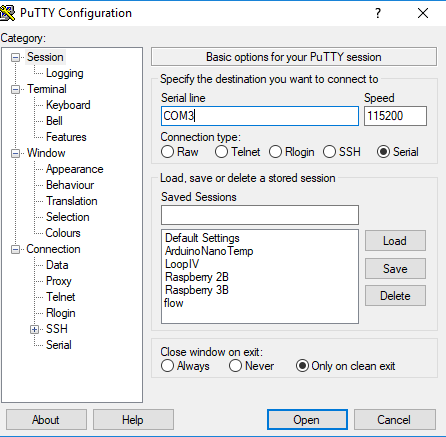 PuTTY Configuration
Category:
Session
Logging
Terminal
Keyboard
Bell
Features
Window
Appearance
Behaviour
Translation
Selection
Colours
Connection
Data
Proxy
Telnet
Rlogin
SSH
Serial
Basic options for your PuTTY session
Specify the destination you want to connect to
Serial line Speed
COM3 115200
Connection type:
Raw Telnet Rlogin SSH Serial
Load, save or delete a stored session
Saved Sessions
Default Settings
ArduinoNanoTemp
LoopIV
Raspberry 2B
Raspberry 3B
flow
Load
Save
Delete
Close window on exit:
Always Never Only on clean exit
About Help Open Cancel